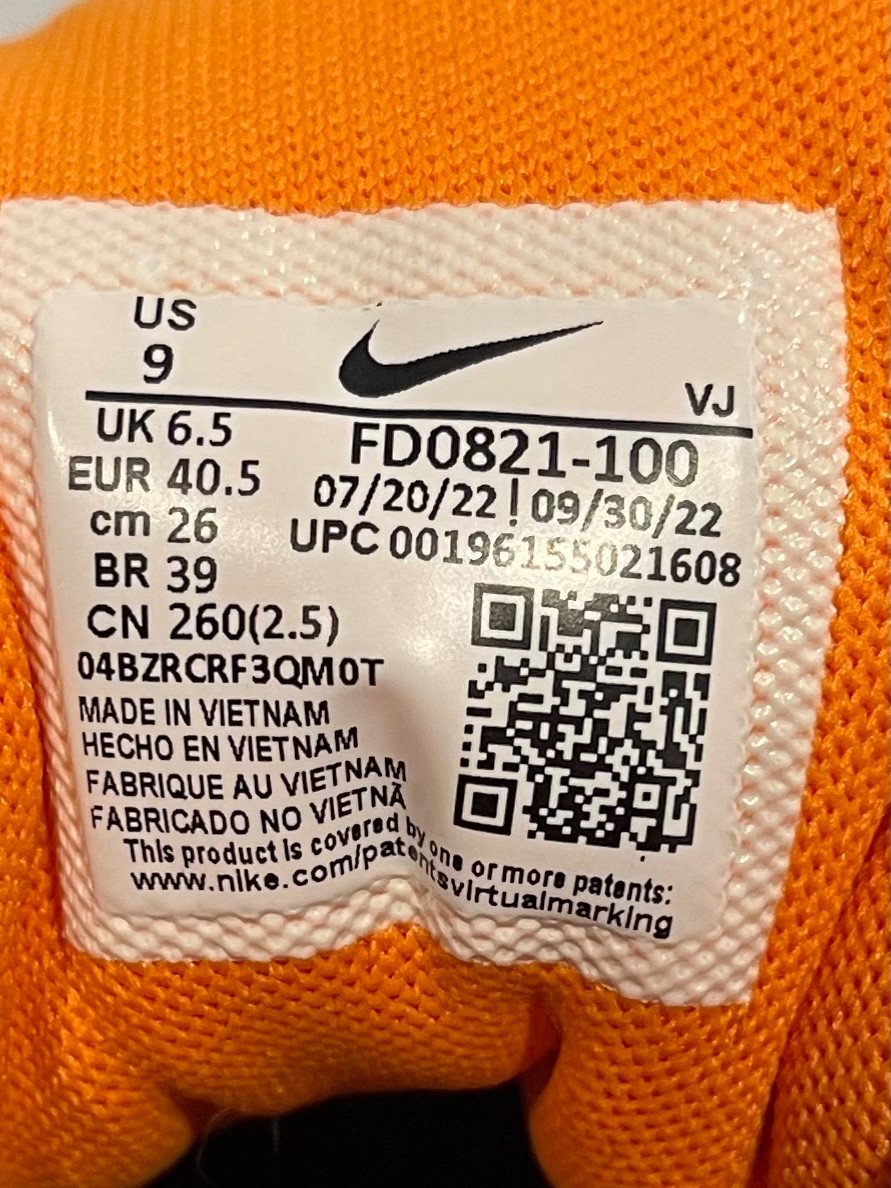 US
9
VJ
UK 6.5
EUR 40.5
cm 26
BR 39
CN 260(2.5)
FD0821-100
07/20/22 | 09/30/22
UPC 00196155021608
04BZRCRF3QM0T
MADE IN VIETNAM
HECHO EN VIETNAM
FABRIQUE AU VIETNAM
FABRICADO NO VIETNÃ
This product is covered by one or more patents:
www.nike.com/patentsvirtualmarking